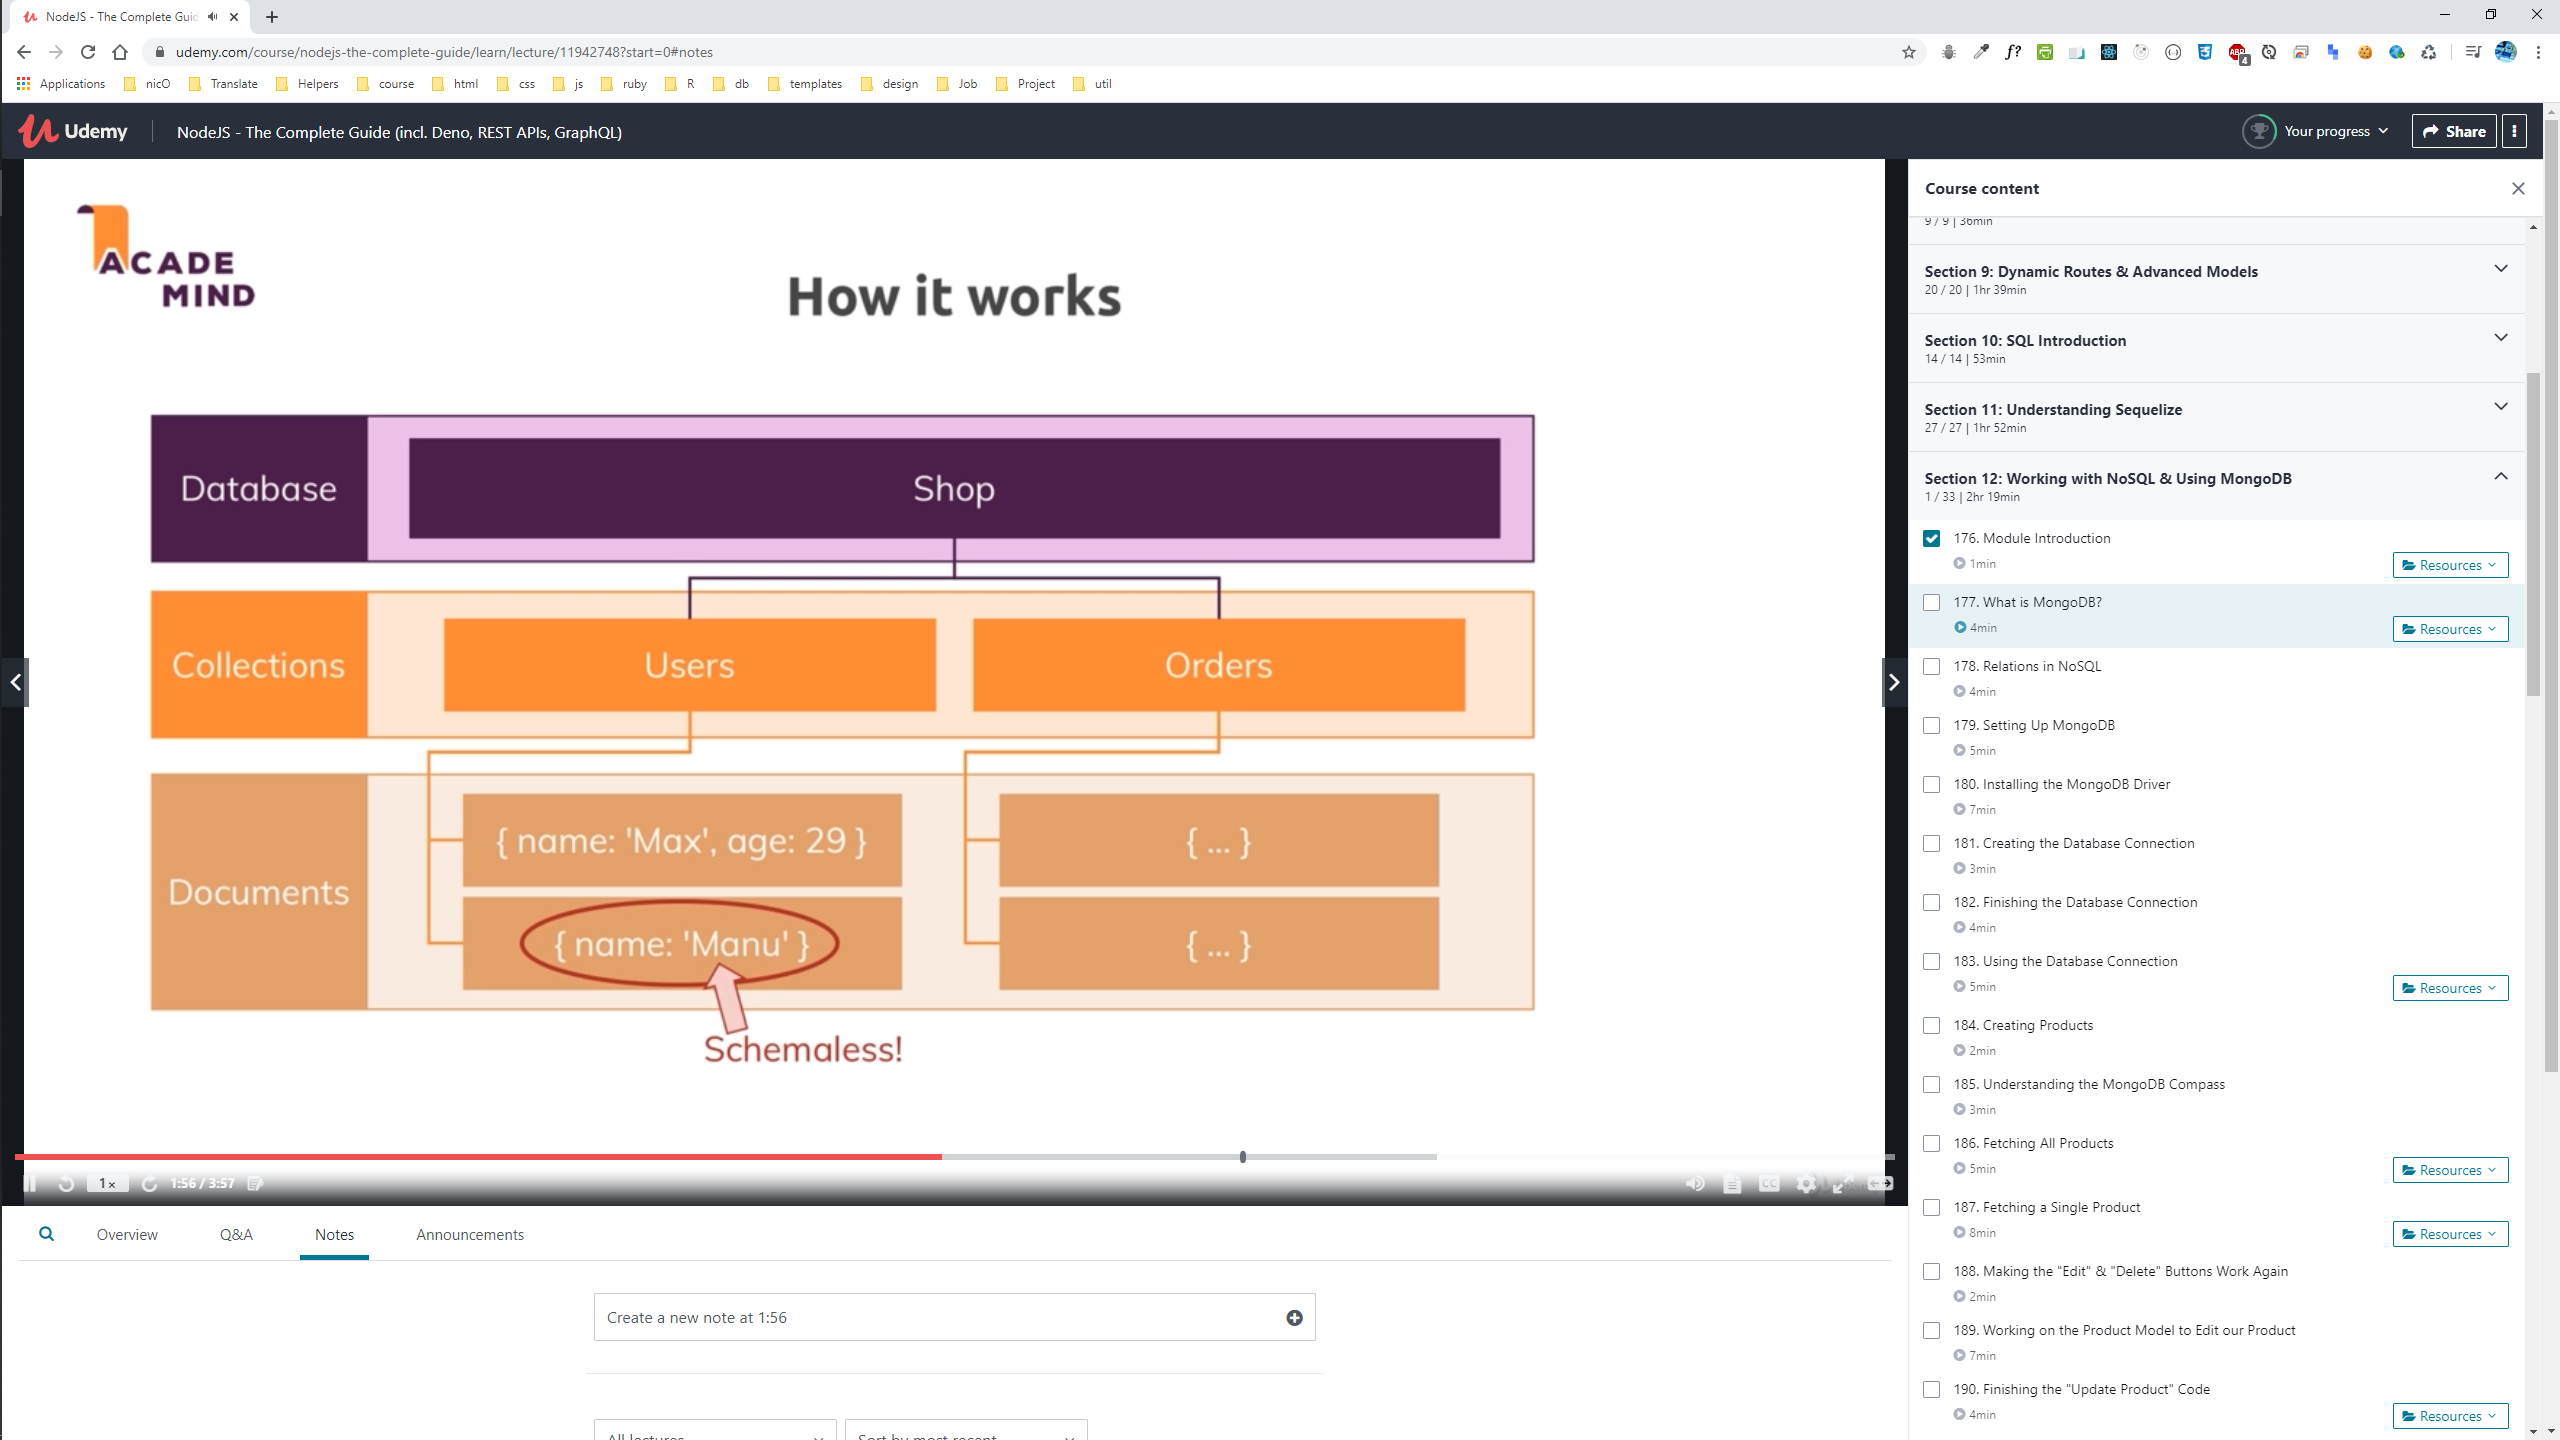 NodeJS - The Complete Guid
udemy.com/course/nodejs-the-complete-guide/learn/lecture/11942748?start=0#notes
f?
ABP
4
Applications nicO Translate Helpers course html css js ruby R db templates design Job Project util
Udemy
NodeJS - The Complete Guide (incl. Deno, REST APIs, GraphQL)
Your progress
Share
ACADE
MIND
How it works
Database
Shop
Collections
Users
Orders
Documents
{ name: 'Max', age: 29 }
{ ... }
{ name: 'Manu' }
{ ... }
Schemaless!
1x
1:56 / 3:57
CC
Overview
Q&A
Notes
Announcements
Create a new note at 1:56
All lectures
Sort by most recent
Course content
9 / 9 | 36min
Section 9: Dynamic Routes & Advanced Models
20 / 20 | 1hr 39min
Section 10: SQL Introduction
14 / 14 | 53min
Section 11: Understanding Sequelize
27 / 27 | 1hr 52min
Section 12: Working with NoSQL & Using MongoDB
1 / 33 | 2hr 19min
176. Module Introduction
1min
Resources
177. What is MongoDB?
4min
Resources
178. Relations in NoSQL
4min
179. Setting Up MongoDB
5min
180. Installing the MongoDB Driver
7min
181. Creating the Database Connection
3min
182. Finishing the Database Connection
4min
183. Using the Database Connection
5min
Resources
184. Creating Products
2min
185. Understanding the MongoDB Compass
3min
186. Fetching All Products
5min
Resources
187. Fetching a Single Product
8min
Resources
188. Making the "Edit" & "Delete" Buttons Work Again
2min
189. Working on the Product Model to Edit our Product
7min
190. Finishing the "Update Product" Code
4min
Resources